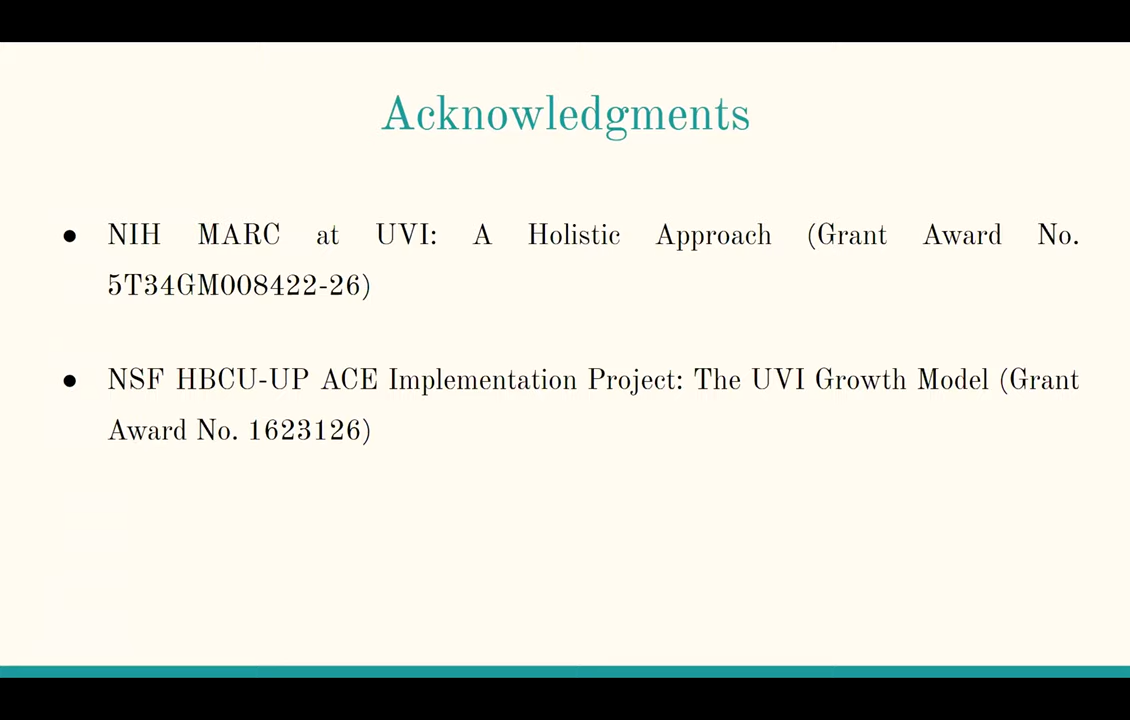 Acknowledgments
● NIH MARC at UVI: A Holistic Approach (Grant Award No.
5T34GM008422-26)
● NSF HBCU-UP ACE Implementation Project: The UVI Growth Model (Grant
Award No. 1623126)